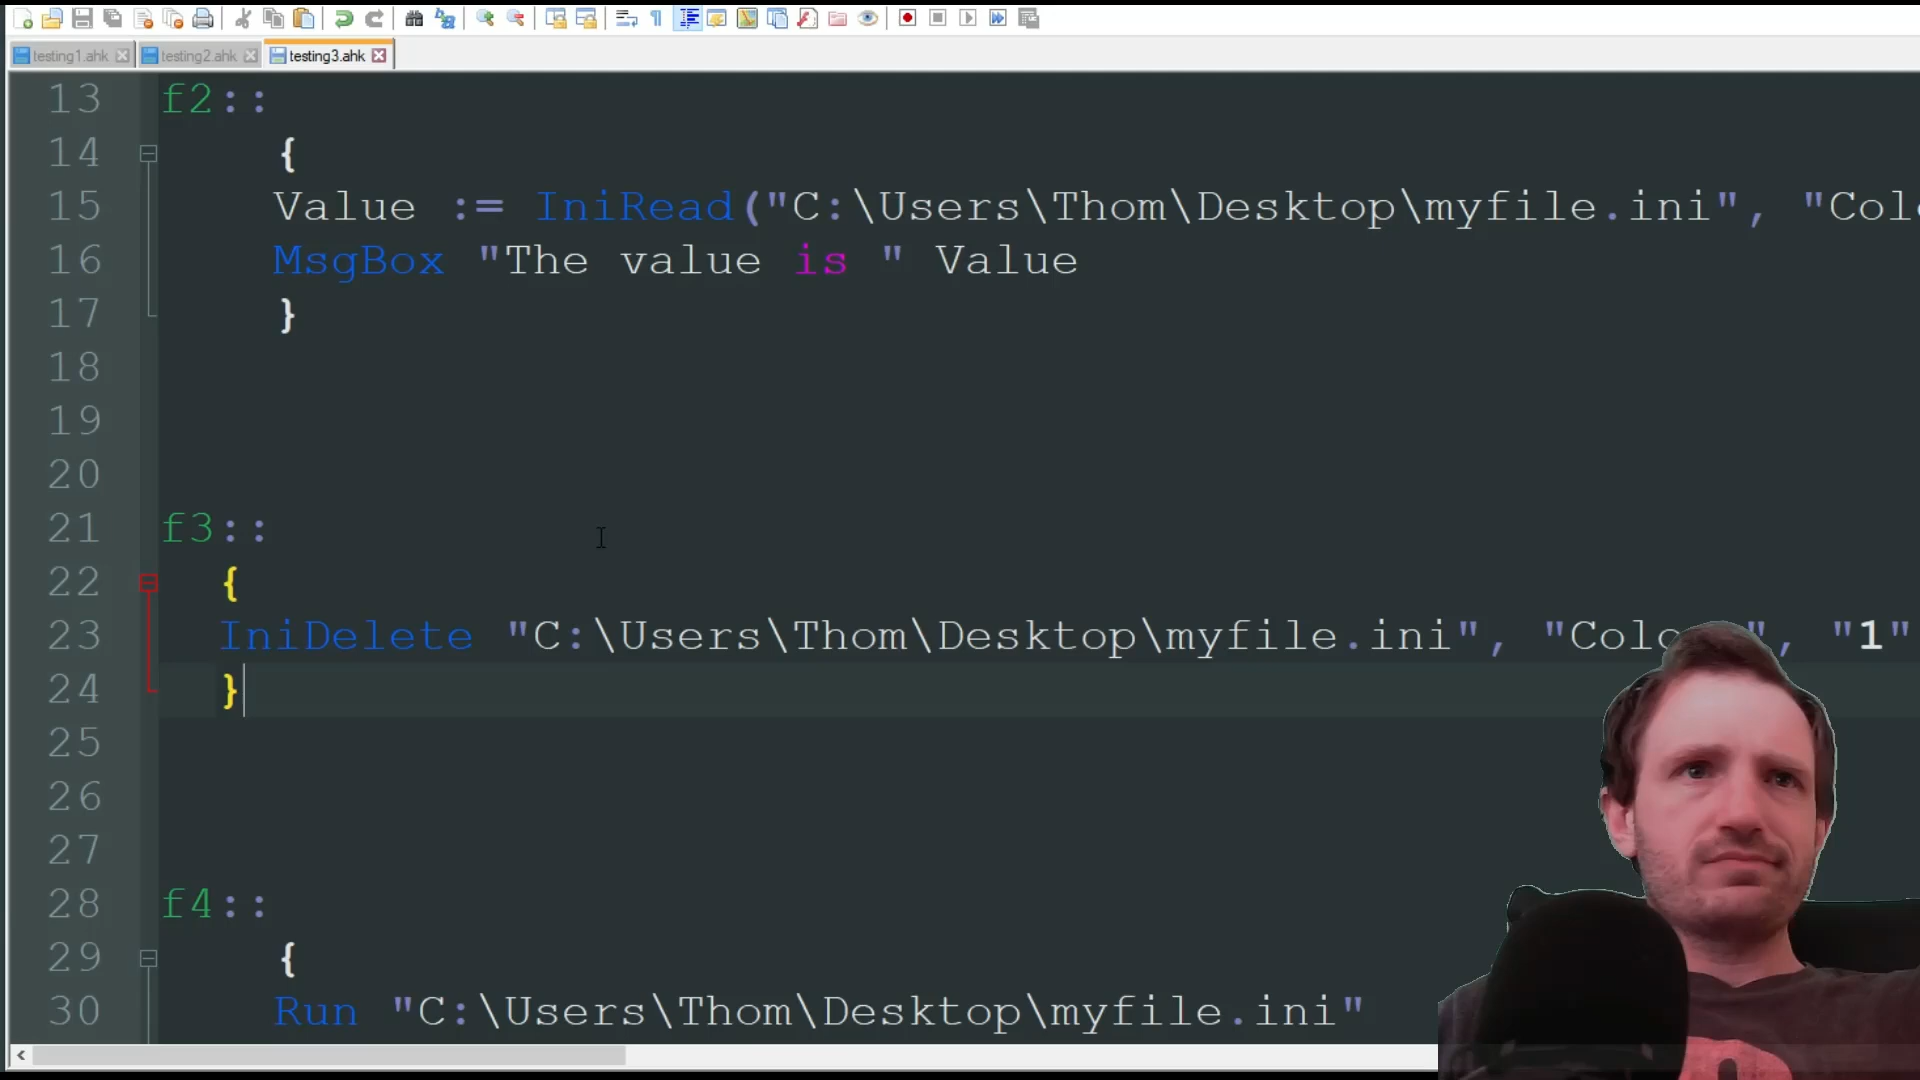 testing1.ahk testing2.ahk testing3.ahk
13 f2::
14 {
15 Value := IniRead("C:\Users\Thom\Desktop\myfile.ini", "Colo
16 MsgBox "The value is " Value
17 }
18
19
20
21 f3::
22 {
23 IniDelete "C:\Users\Thom\Desktop\myfile.ini", "Colo ", "1"
24 }
25
26
27
28 f4::
29 {
30 Run "C:\Users\Thom\Desktop\myfile.ini"